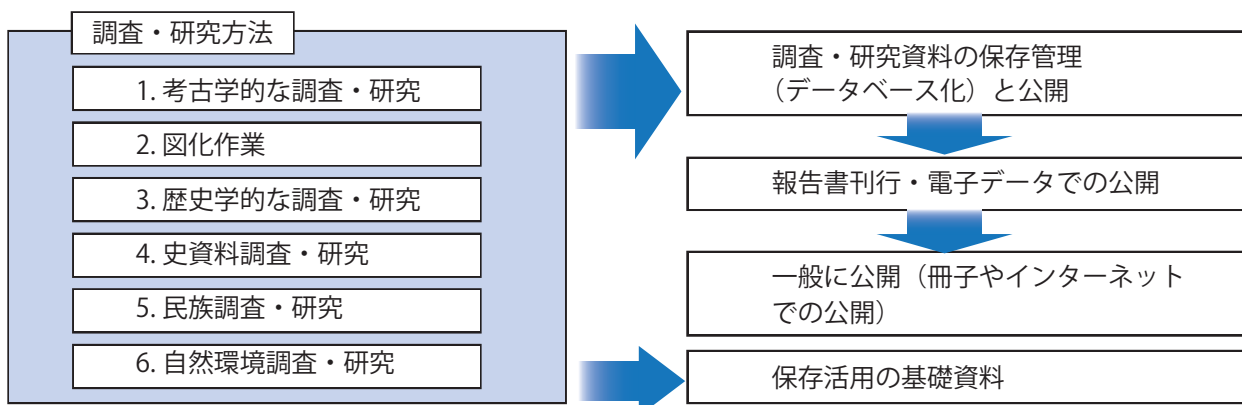 調査・研究方法
1. 考古学的な調査・研究
2. 図化作業
3. 歴史学的な調査・研究
4. 史資料調査・研究
5. 民族調査・研究
6. 自然環境調査・研究
調査・研究資料の保存管理
（データベース化）と公開
報告書刊行・電子データでの公開
一般に公開（冊子やインターネット
での公開）
保存活用の基礎資料